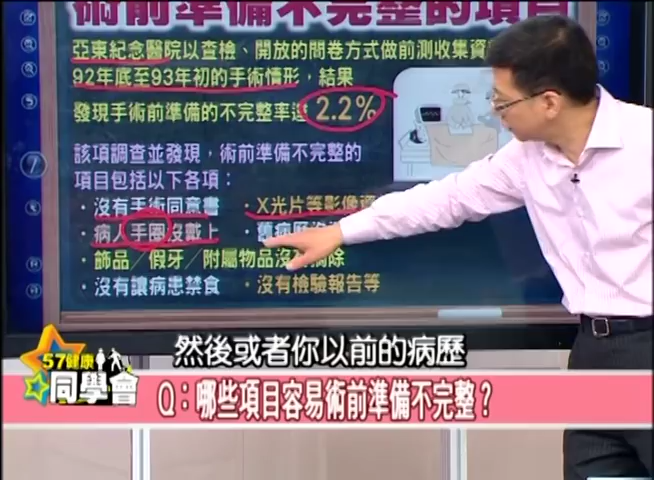 術前準備不完整的項目
亞東紀念醫院以查檢、開放的問卷方式做前測收集資
92年底至93年初的手術情形，結果
發現手術前準備的不完整率達2.2%
該項調查並發現，術前準備不完整的
項目包括以下各項：
・沒有手術同意書 ・X光片等影像資
・病人手圈沒戴上 ・舊病歷
・飾品／假牙／附屬物品沒有摘除
・沒有讓病患禁食 ・沒有檢驗報告等
然後或者你以前的病歷
57健康
同學會
Q：哪些項目容易術前準備不完整？